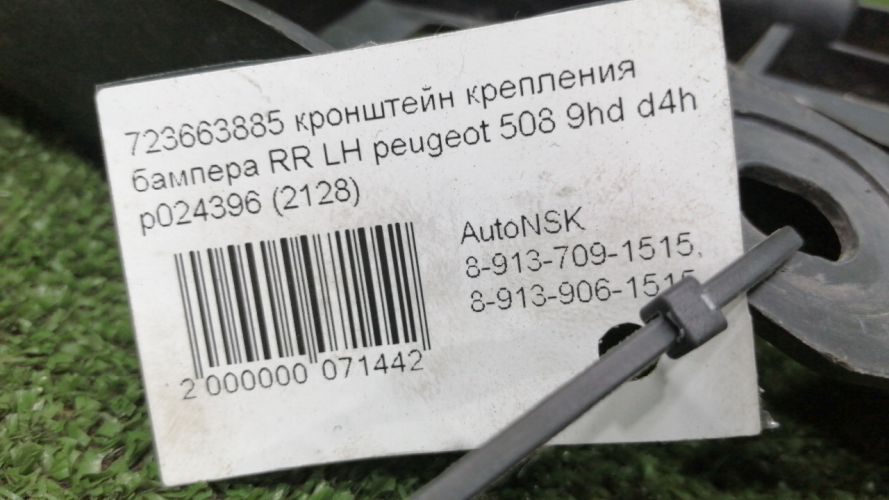 723663885 кронштейн крепления
бампера RR LH peugeot 508 9hd d4h
p024396 (2128)
AutoNSK
8-913-709-1515,
8-913-906-1515
2 000000 071442